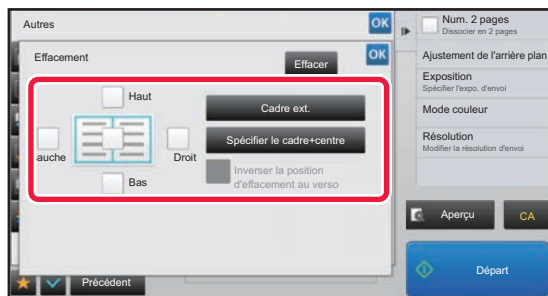 Autres
OK
Effacement
Effacer
OK
Haut
auche
Droit
Bas
Cadre ext.
Spécifier le cadre+centre
Inverser la position
d'effacement au verso
Précédent
Num. 2 pages
Dissocier en 2 pages
Ajustement de l'arrière plan
Exposition
Spécifier l'expo. d'envoi
Mode couleur
Résolution
Modifier la résolution d'envoi
Aperçu
CA
Départ